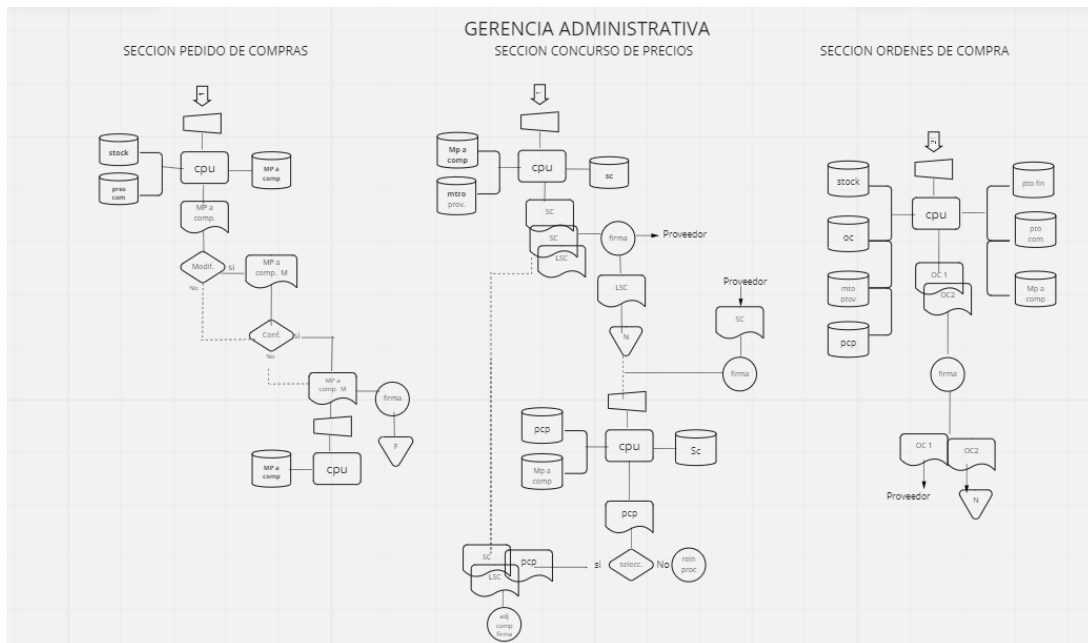 GERENCIA ADMINISTRATIVA
SECCION PEDIDO DE COMPRAS
stock
pres
com
cpu
MP a
comp
MP a
comp.
Modif.
si
No
MP a
comp. M
Conf.
si
No
MP a
comp. M
firma
F
MP a
comp
cpu
SECCION CONCURSO DE PRECIOS
Mp a
comp
mtro
prov.
cpu
sc
SC
SC
LSC
firma
Proveedor
LSC
N
Proveedor
SC
firma
pcp
Mp a
comp
cpu
Sc
pcp
selecc.
si
No
rein
proc
SC
pcp
LSC
adj
comp
firma
SECCION ORDENES DE COMPRA
stock
oc
mto
ptov
pcp
cpu
pto fin
pto
com
Mp a
comp
OC 1
OC2
firma
OC 1
OC2
Proveedor
N